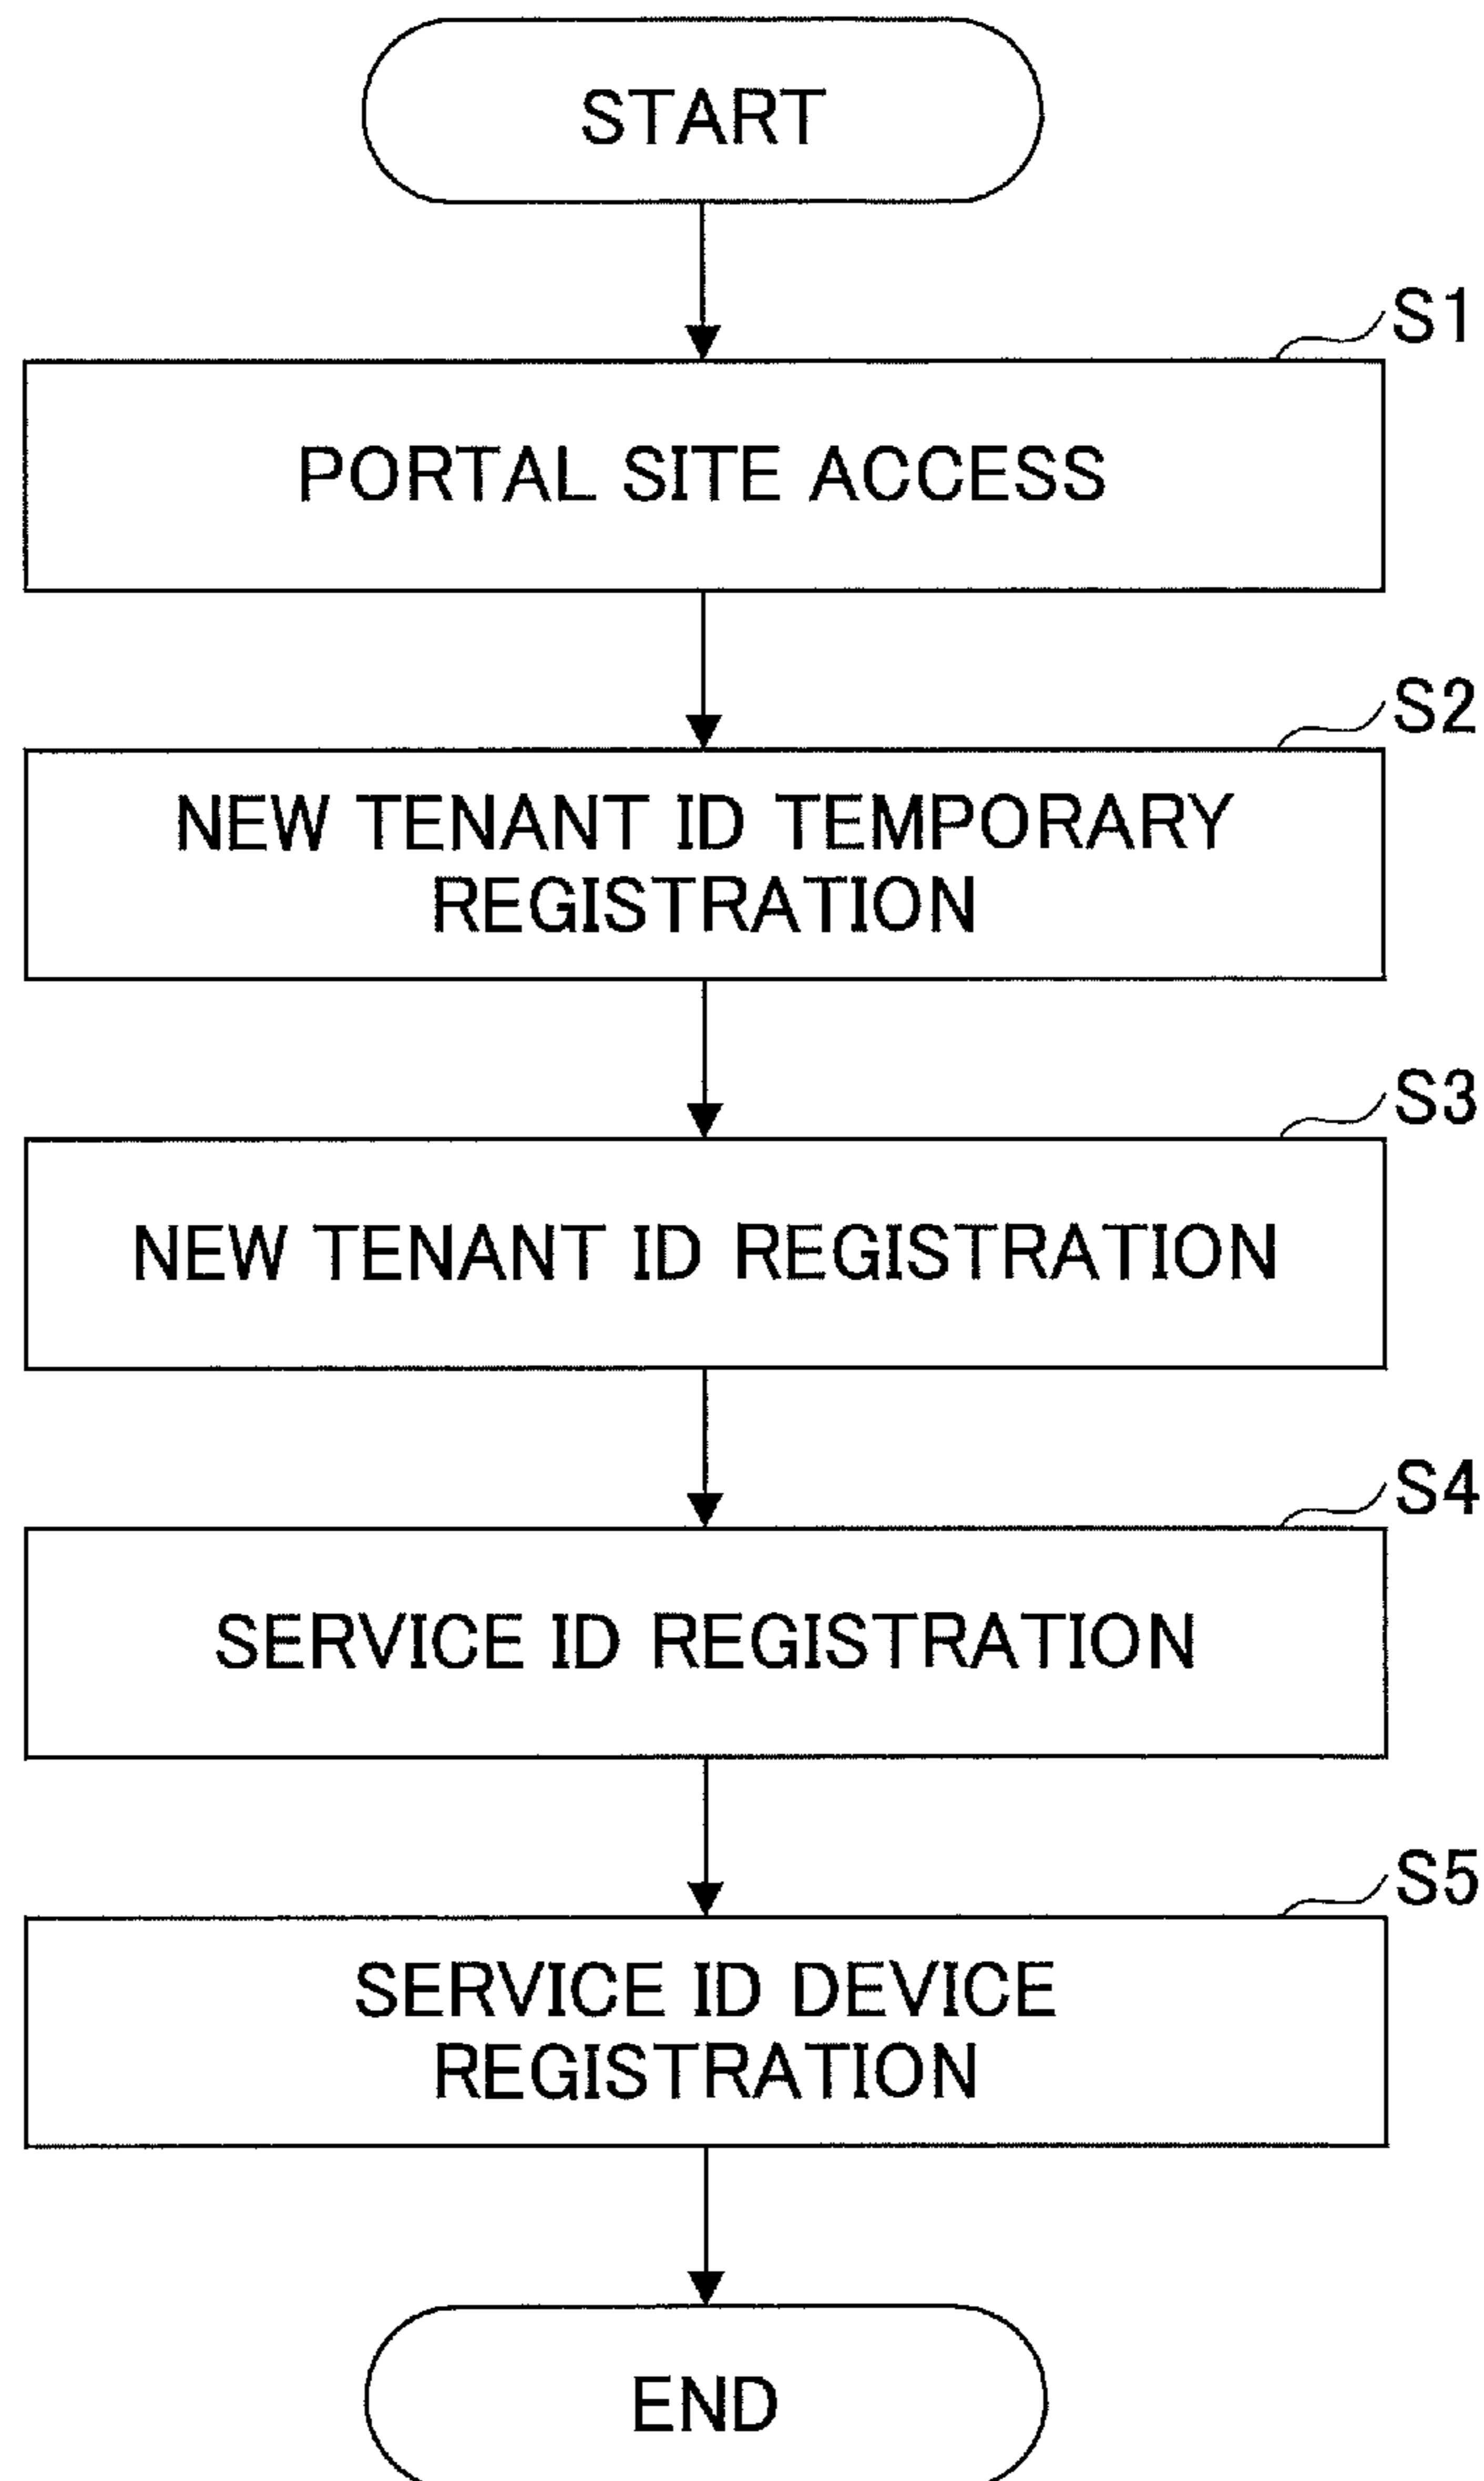 START
S1
PORTAL SITE ACCESS
S2
NEW TENANT ID TEMPORARY
REGISTRATION
S3
NEW TENANT ID REGISTRATION
S4
SERVICE ID REGISTRATION
S5
SERVICE ID DEVICE
REGISTRATION
END